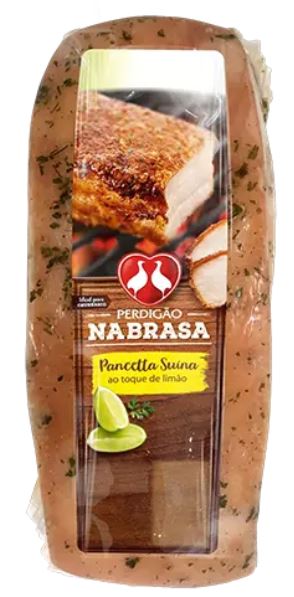 Ideal para
churrasco
PERDIGÃO
NABRASA
Pancetta Suína
ao toque de limão